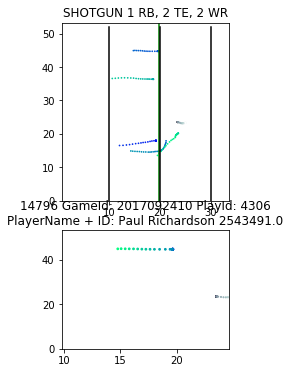 SHOTGUN 1 RB, 2 TE, 2 WR
50
40
30
20
10
0
10 20 30
14796 GameId: 2017092410 PlayId: 4306
PlayerName + ID: Paul Richardson 2543491.0
40
20
0
10 15 20